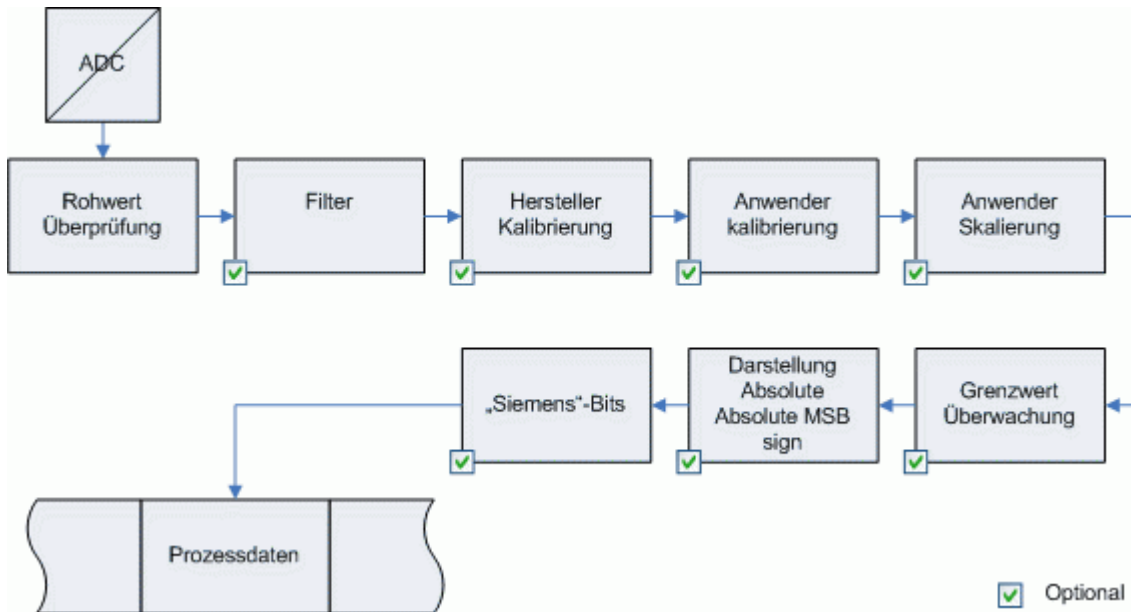 ADC
Rohwert
Überprüfung
Filter
Hersteller
Kalibrierung
Anwender
kalibrierung
Anwender
Skalierung
Grenzwert
Überwachung
Darstellung
Absolute
Absolute MSB
sign
„Siemens“-Bits
Prozessdaten
Optional